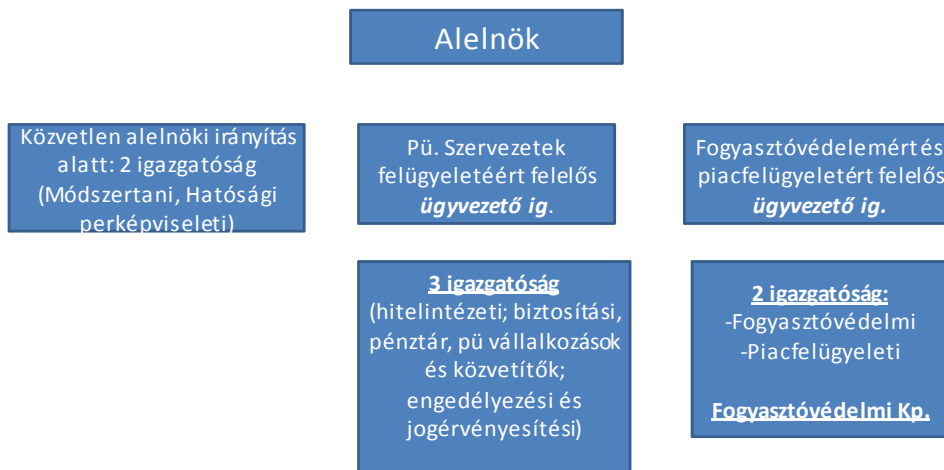 Alelnök
Közvetlen alelnöki irányítás
alatt: 2 igazgatóság
(Módszertani, Hatósági
perképviseleti)
Pü. Szervezetek
felügyeletéért felelős
ügyvezető ig.
Fogyasztóvédelemért és
piacfelügyeletért felelős
ügyvezető ig.
3 igazgatóság
(hitelintézeti; biztosítási,
pénztár, pü vállalkozások
és közvetítők;
engedélyezési és
jogérvényesítési)
2 igazgatóság:
-Fogyasztóvédelmi
-Piacfelügyeleti
Fogyasztóvédelmi Kp.